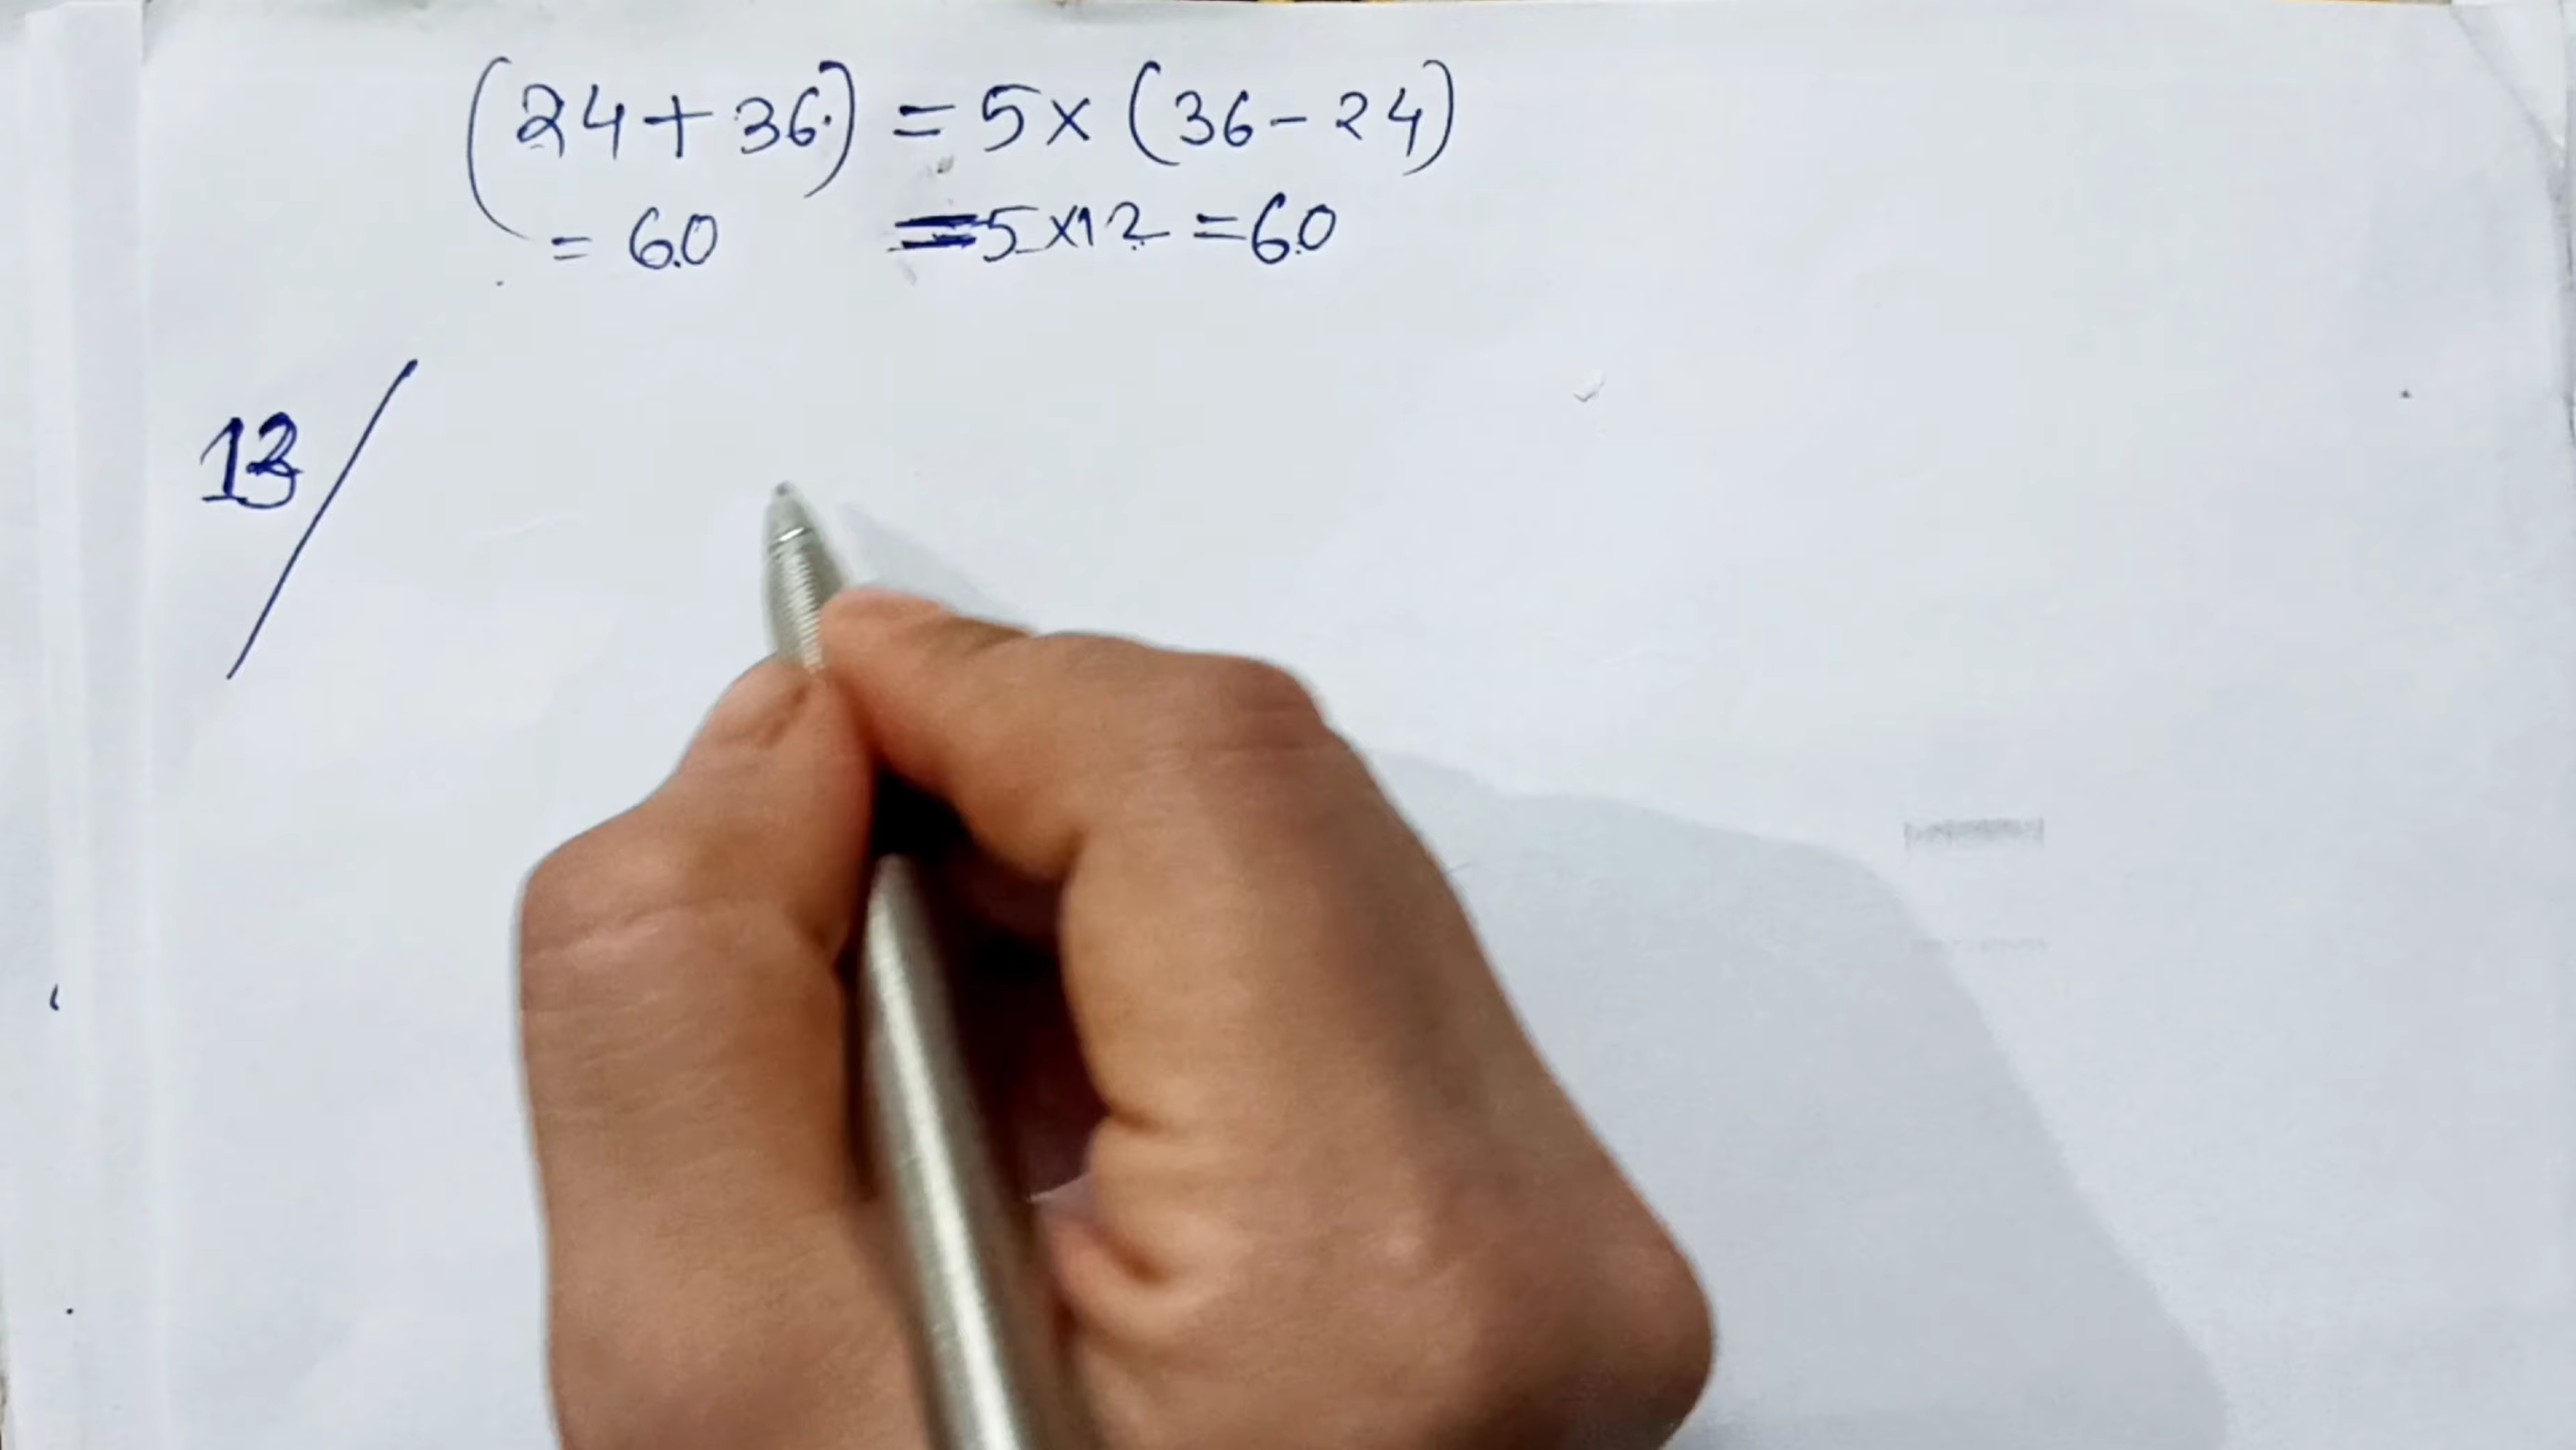 (24+36) = 5× (36-24)
= 60 =5×12 =60
13/